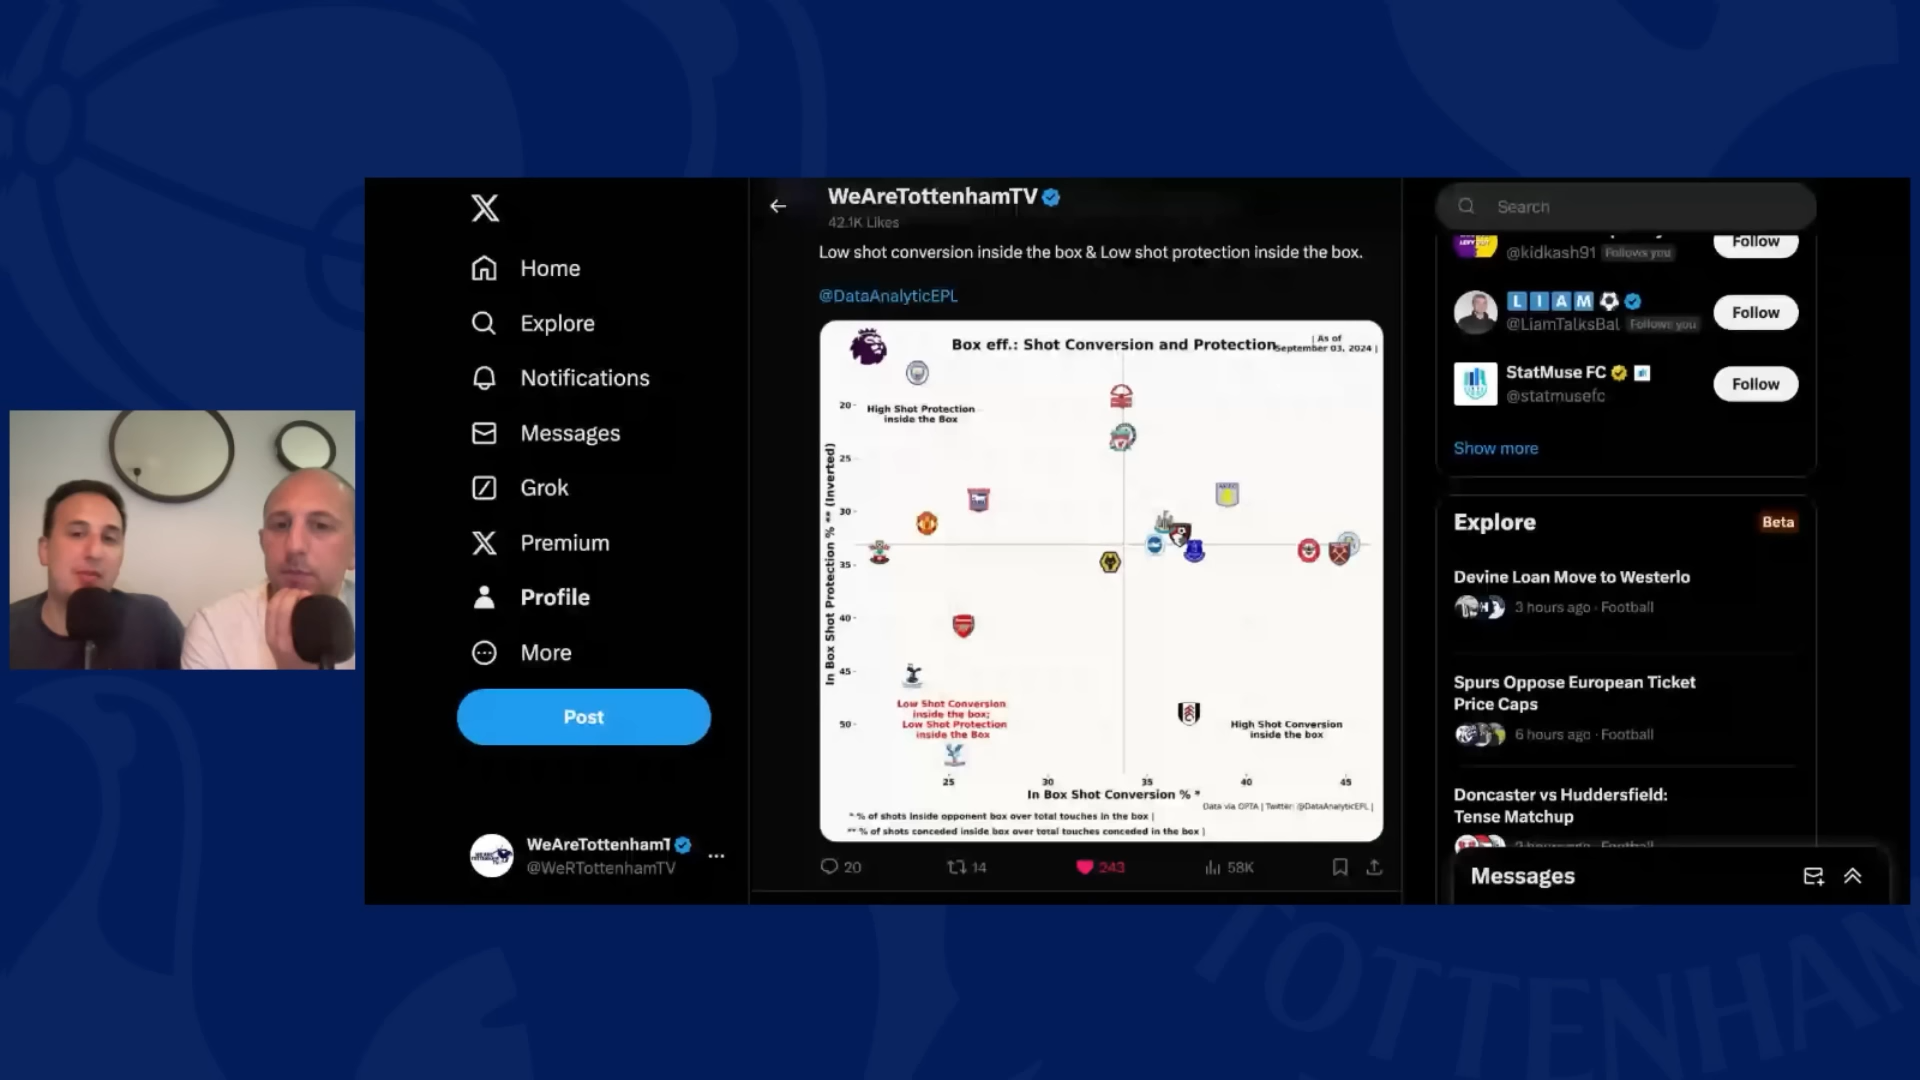 Home
Explore
Notifications
Messages
Grok
Premium
Profile
More
Post
WeAreTottenhamT
@WeRTottenhamTV
WeAreTottenhamTV
42.1K Likes
Low shot conversion inside the box & Low shot protection inside the box.
@DataAnalyticEPL
Box eff.: Shot Conversion and Protection
| As of
September 03, 2024 |
High Shot Protection
inside the Box
In Box Shot Protection % ** (Inverted)
20
25
30
35
40
45
50
Low Shot Conversion
inside the box;
Low Shot Protection
inside the Box
High Shot Conversion
inside the box
25
30
35
40
45
In Box Shot Conversion % *
Data via OPTA | Twitter: @DataAnalyticEPL |
* % of shots inside opponent box over total touches in the box |
** % of shots conceded inside box over total touches conceded in the box |
20
14
243
58K
Search
@kidkash91 Follows you
Follow
LIAM
@LiamTalksBal Follows you
Follow
StatMuse FC
@statmusefc
Follow
Show more
Explore
Beta
Devine Loan Move to Westerlo
3 hours ago · Football
Spurs Oppose European Ticket
Price Caps
6 hours ago · Football
Doncaster vs Huddersfield:
Tense Matchup
Messages
TOTTENHAM